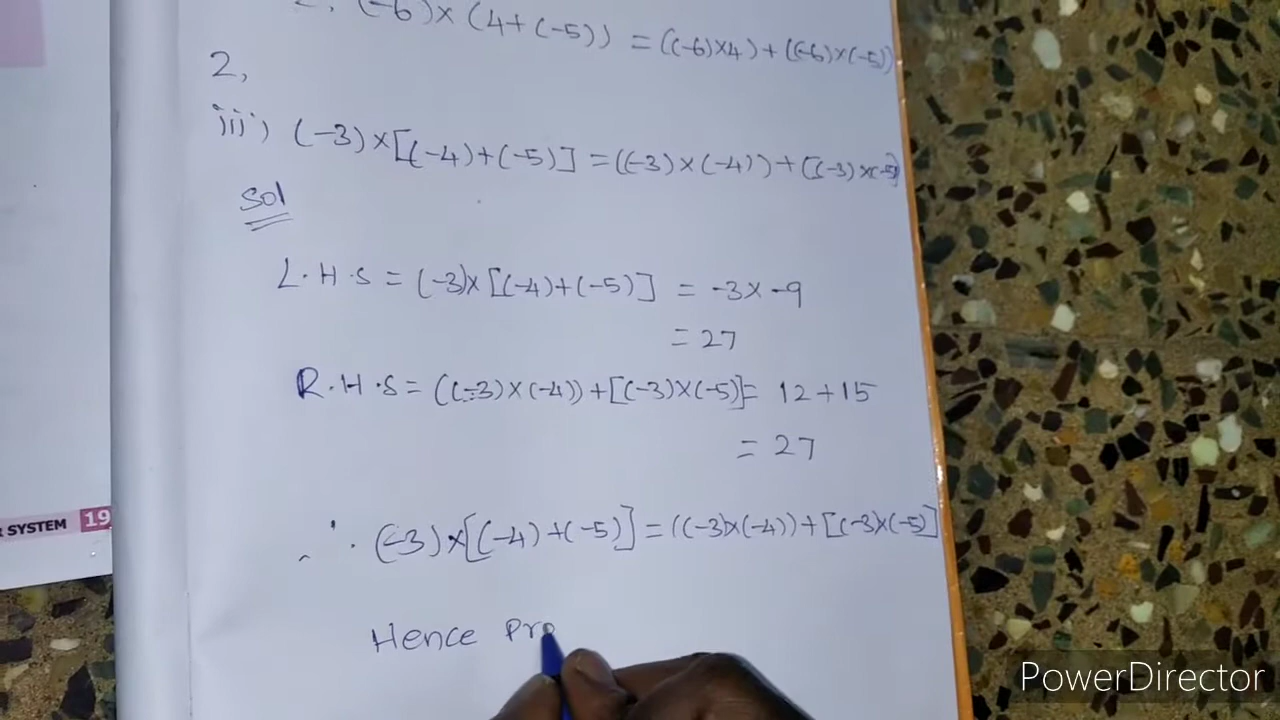 (-6)×(4+(-5)) = ((-6)×4)+((-6)×(-5))
2,
iii) (-3)×[(-4)+(-5)] = ((-3)×(-4))+((-3)×(-5)
Sol
L.H.S = (-3)×[(-4)+(-5)] = -3×-9
= 27
R.H.S = ((-3)×(-4))+[(-3)×(-5)] = 12+15
= 27
∴ (-3)×[(-4)+(-5)] = ((-3)×(-4))+[(-3)×(-5)]
Hence Pro
SYSTEM 19
PowerDirector